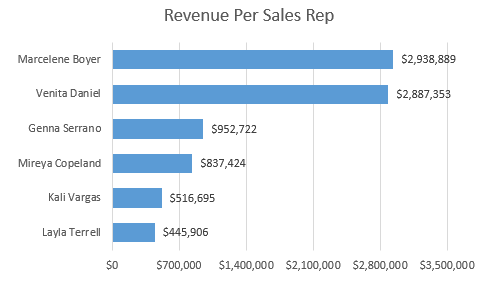 Revenue Per Sales Rep
Marcelene Boyer $2,938,889
Venita Daniel $2,887,353
Genna Serrano $952,722
Mireya Copeland $837,424
Kali Vargas $516,695
Layla Terrell $445,906
$0 $700,000 $1,400,000 $2,100,000 $2,800,000 $3,500,000